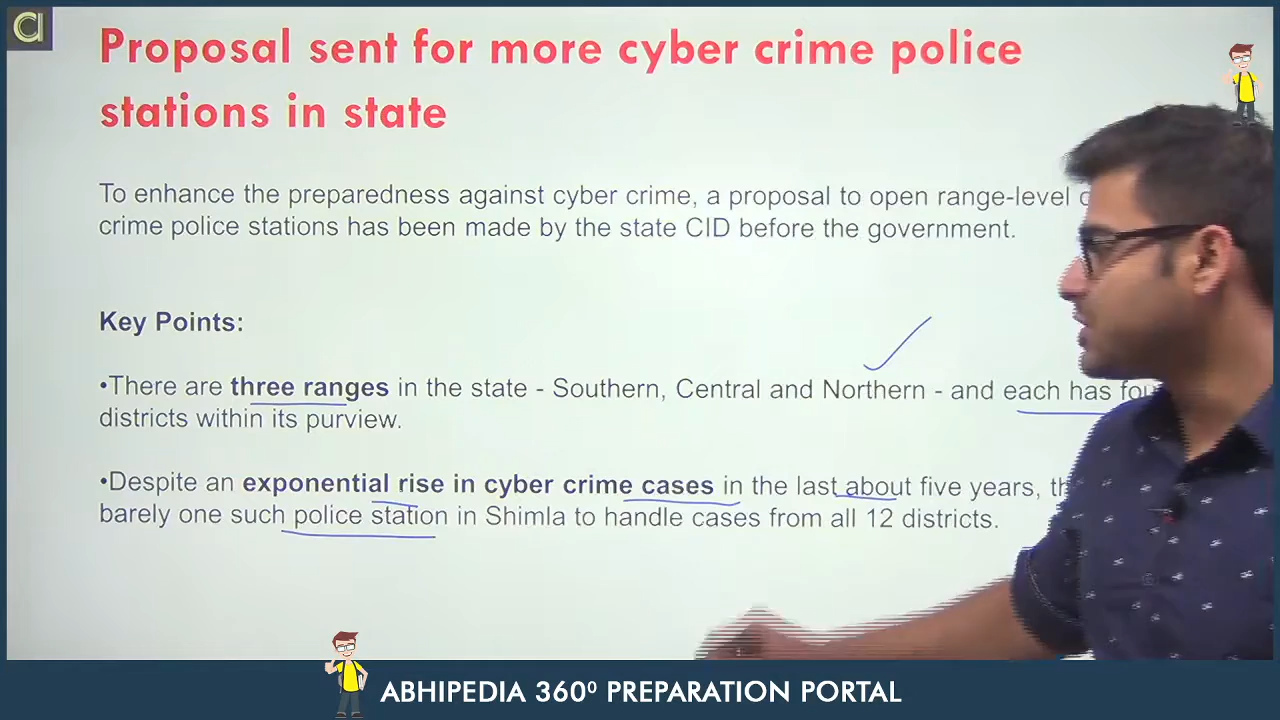 Proposal sent for more cyber crime police
stations in state
To enhance the preparedness against cyber crime, a proposal to open range-level
crime police stations has been made by the state CID before the government.
Key Points:
•There are three ranges in the state - Southern, Central and Northern - and each has
districts within its purview.
•Despite an exponential rise in cyber crime cases in the last about five years,
barely one such police station in Shimla to handle cases from all 12 districts.
ABHIPEDIA 360⁰ PREPARATION PORTAL